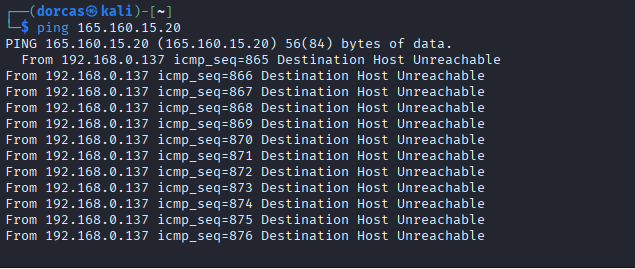 ┌──(dorcas㉿kali)-[~]
└─$ ping 165.160.15.20
PING 165.160.15.20 (165.160.15.20) 56(84) bytes of data.
From 192.168.0.137 icmp_seq=865 Destination Host Unreachable
From 192.168.0.137 icmp_seq=866 Destination Host Unreachable
From 192.168.0.137 icmp_seq=867 Destination Host Unreachable
From 192.168.0.137 icmp_seq=868 Destination Host Unreachable
From 192.168.0.137 icmp_seq=869 Destination Host Unreachable
From 192.168.0.137 icmp_seq=870 Destination Host Unreachable
From 192.168.0.137 icmp_seq=871 Destination Host Unreachable
From 192.168.0.137 icmp_seq=872 Destination Host Unreachable
From 192.168.0.137 icmp_seq=873 Destination Host Unreachable
From 192.168.0.137 icmp_seq=874 Destination Host Unreachable
From 192.168.0.137 icmp_seq=875 Destination Host Unreachable
From 192.168.0.137 icmp_seq=876 Destination Host Unreachable